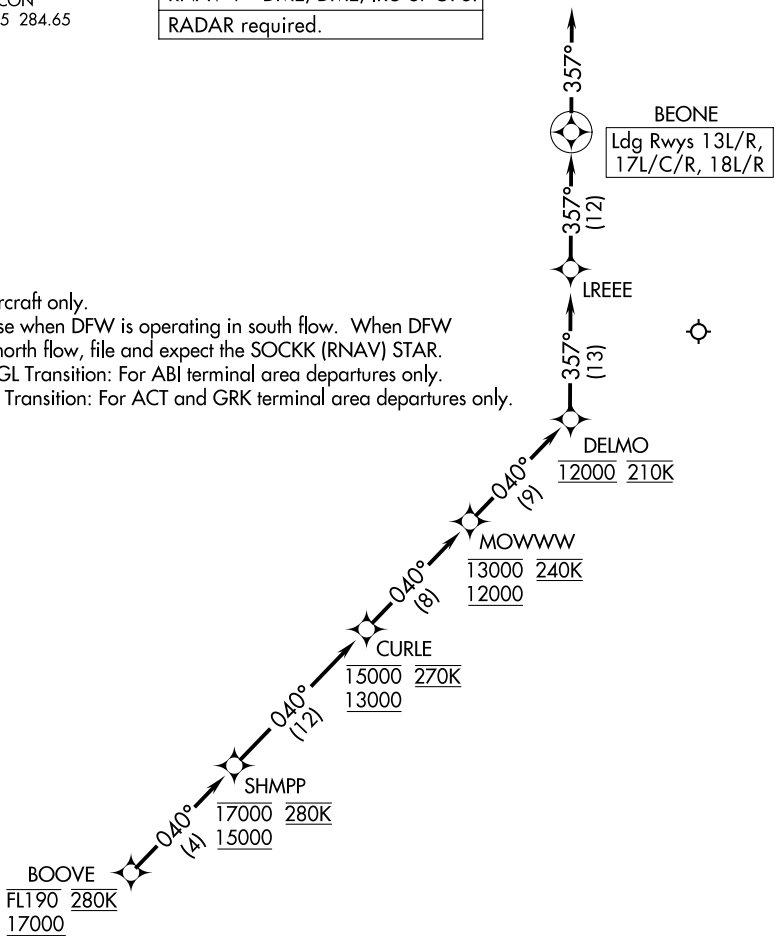 CON
5 284.65
RADAR required.
357°
BEONE
Ldg Rwys 13L/R,
17L/C/R, 18L/R
357°
(12)
LREEE
rcraft only.
se when DFW is operating in south flow. When DFW
north flow, file and expect the SOCKK (RNAV) STAR.
GL Transition: For ABI terminal area departures only.
Transition: For ACT and GRK terminal area departures only.
357°
(13)
DELMO
12000 210K
040°
(9)
MOWWW
13000 240K
12000
040°
(8)
CURLE
15000 270K
13000
040°
(12)
SHMPP
17000 280K
15000
040°
(4)
BOOVE
FL190 280K
17000